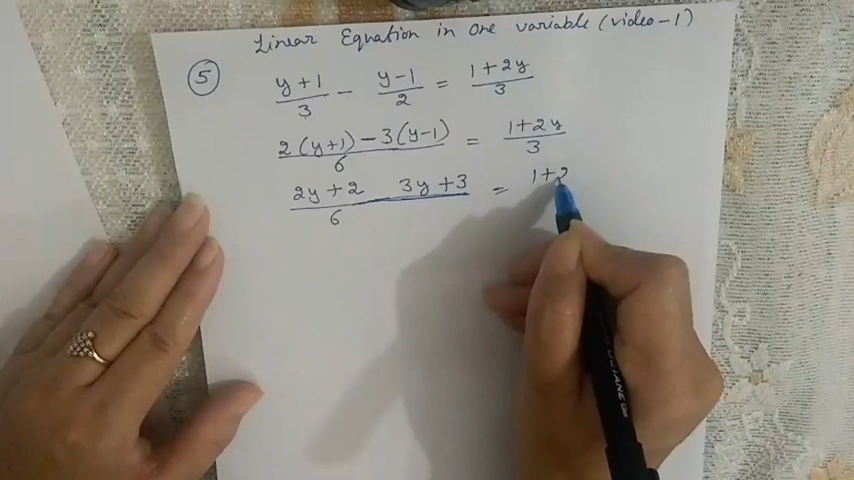 Linear Equation in one variable (video-1)
5 y+1/3 - y-1/2 = 1+2y/3
2(y+1)-3(y-1)/6 = 1+2y/3
2y+2 3y+3/6 = 1+2